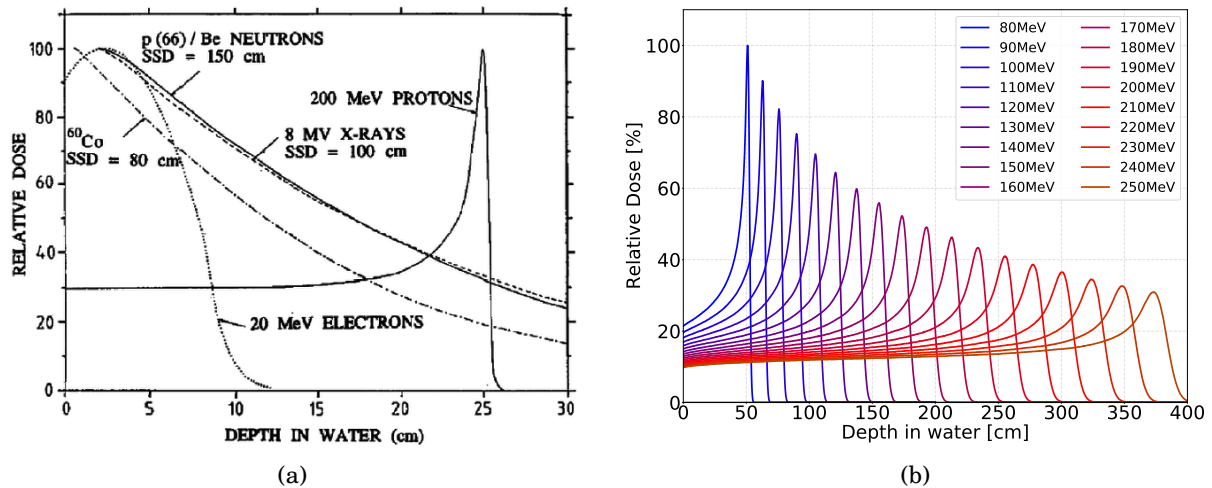 100
80
60
40
20
0
RELATIVE DOSE
p(66)/Be NEUTRONS
SSD = 150 cm
200 MeV PROTONS
60Co
SSD = 80 cm
8 MV X-RAYS
SSD = 100 cm
20 MeV ELECTRONS
0 5 10 15 20 25 30
DEPTH IN WATER (cm)
(a)
100
80
60
40
20
0
Relative Dose [%]
80MeV
90MeV
100MeV
110MeV
120MeV
130MeV
140MeV
150MeV
160MeV
170MeV
180MeV
190MeV
200MeV
210MeV
220MeV
230MeV
240MeV
250MeV
0 50 100 150 200 250 300 350 400
Depth in water [cm]
(b)